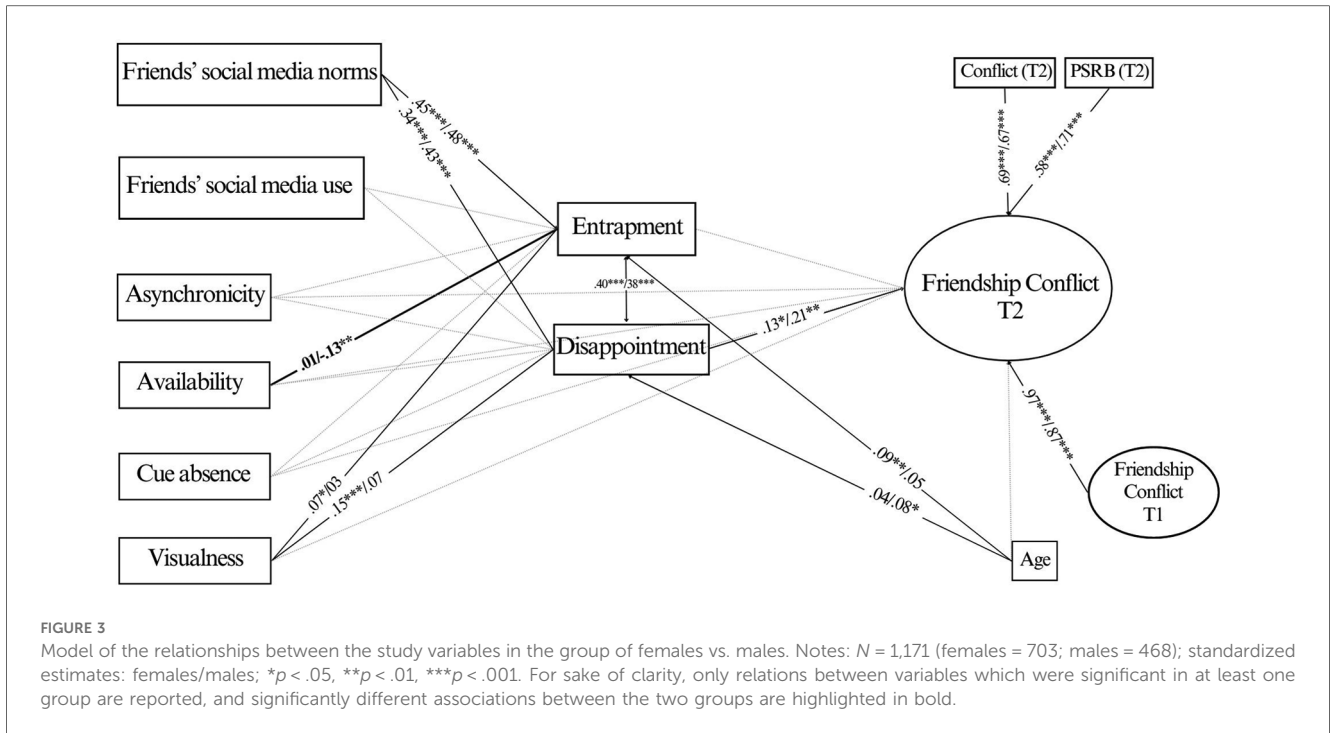 Friends' social media norms
Conflict (T2)
PSRB (T2)
.45***/.48***
.34***/.43***
.69***/.67***
.58***/.71***
Friends' social media use
Entrapment
Asynchronicity
.40***/38***
Friendship Conflict
T2
.13*/.21**
Disappointment
.01/-.13**
Availability
.97***/.87***
Cue absence
.09**/.05
Friendship
Conflict
T1
.07*/03
.15***/.07
.04/.08*
Visualness
Age
FIGURE 3
Model of the relationships between the study variables in the group of females vs. males. Notes: N = 1,171 (females = 703; males = 468); standardized
estimates: females/males; *p < .05, **p < .01, ***p < .001. For sake of clarity, only relations between variables which were significant in at least one
group are reported, and significantly different associations between the two groups are highlighted in bold.